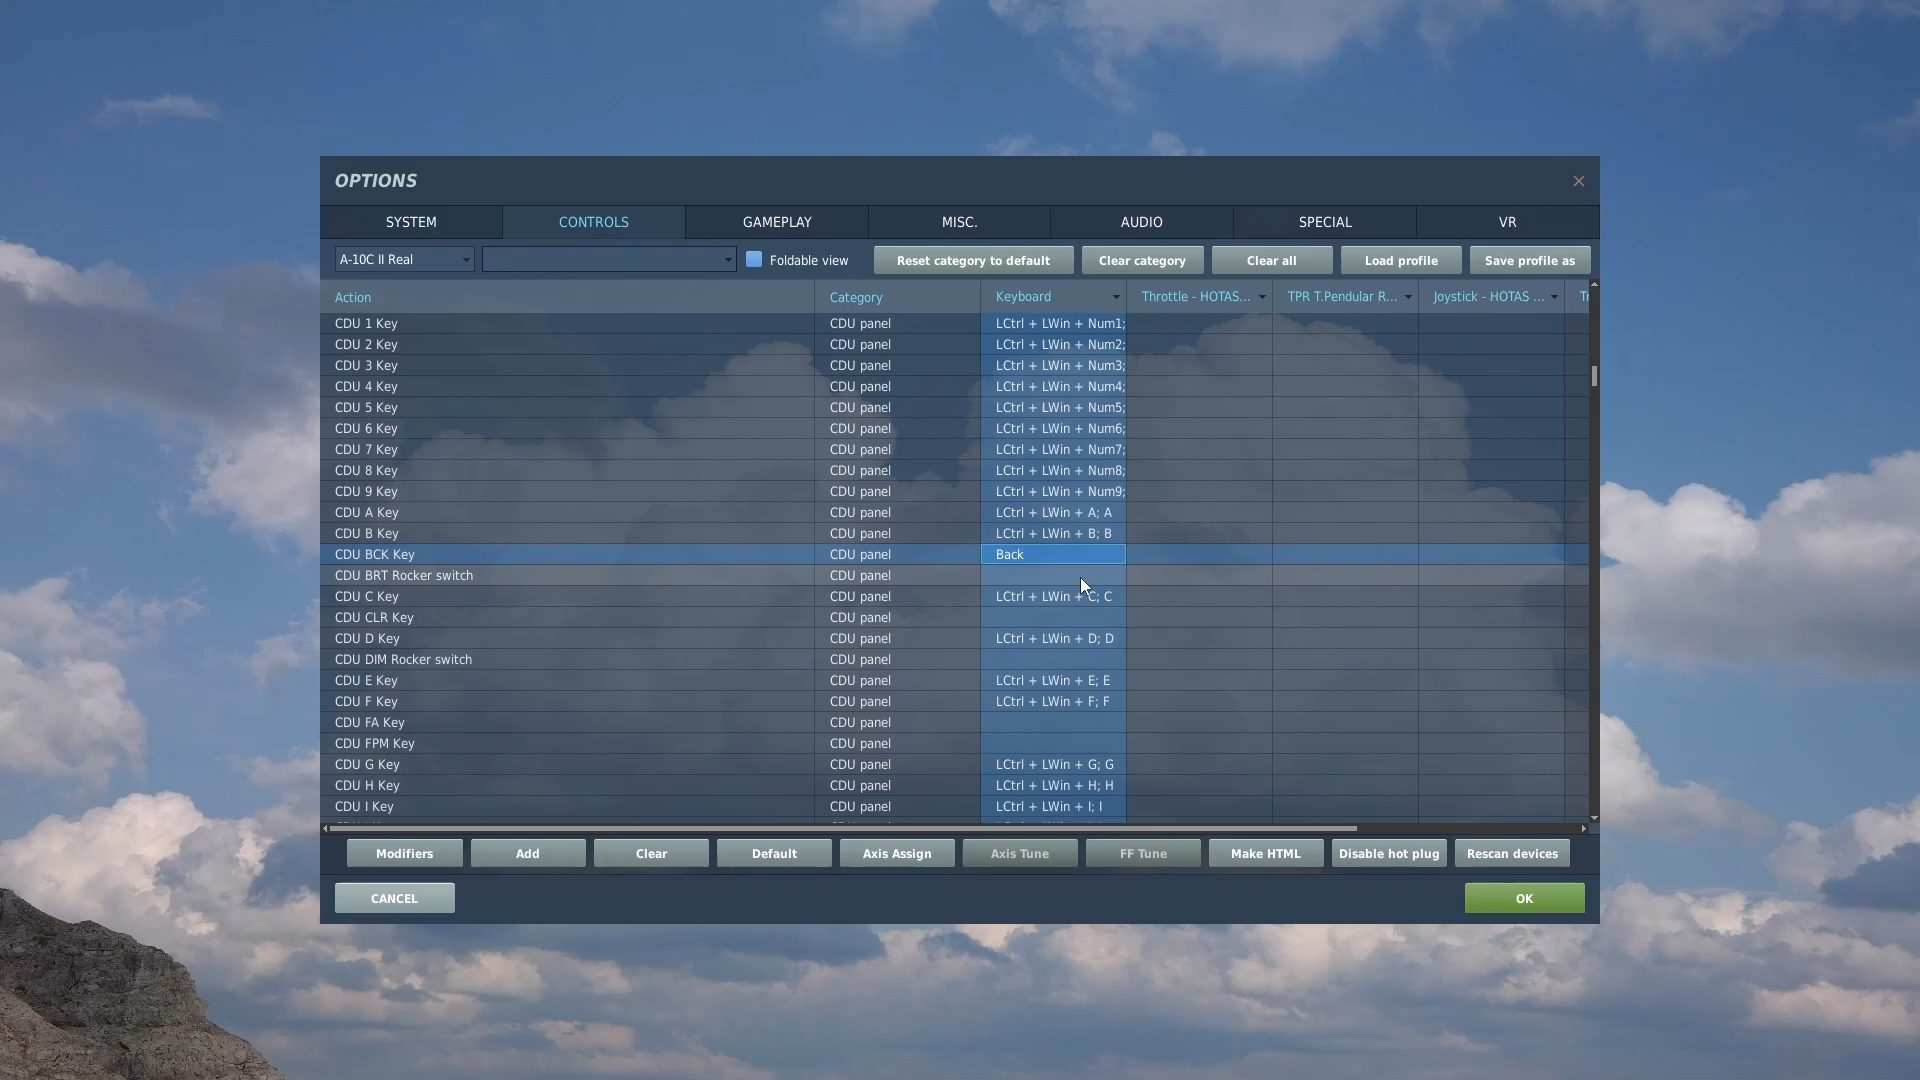 OPTIONS
SYSTEM CONTROLS GAMEPLAY MISC. AUDIO SPECIAL VR
A-10C II Real Foldable view Reset category to default Clear category Clear all Load profile Save profile as
Action Category Keyboard Throttle - HOTAS... TPR T.Pendular R... Joystick - HOTAS ...
CDU 1 Key CDU panel LCtrl + LWin + Num1;
CDU 2 Key CDU panel LCtrl + LWin + Num2;
CDU 3 Key CDU panel LCtrl + LWin + Num3;
CDU 4 Key CDU panel LCtrl + LWin + Num4;
CDU 5 Key CDU panel LCtrl + LWin + Num5;
CDU 6 Key CDU panel LCtrl + LWin + Num6;
CDU 7 Key CDU panel LCtrl + LWin + Num7;
CDU 8 Key CDU panel LCtrl + LWin + Num8;
CDU 9 Key CDU panel LCtrl + LWin + Num9;
CDU A Key CDU panel LCtrl + LWin + A; A
CDU B Key CDU panel LCtrl + LWin + B; B
CDU BCK Key CDU panel Back
CDU BRT Rocker switch CDU panel
CDU C Key CDU panel LCtrl + LWin + C; C
CDU CLR Key CDU panel
CDU D Key CDU panel LCtrl + LWin + D; D
CDU DIM Rocker switch CDU panel
CDU E Key CDU panel LCtrl + LWin + E; E
CDU F Key CDU panel LCtrl + LWin + F; F
CDU FA Key CDU panel
CDU FPM Key CDU panel
CDU G Key CDU panel LCtrl + LWin + G; G
CDU H Key CDU panel LCtrl + LWin + H; H
CDU I Key CDU panel LCtrl + LWin + I; I
Modifiers Add Clear Default Axis Assign Axis Tune FF Tune Make HTML Disable hot plug Rescan devices
CANCEL OK